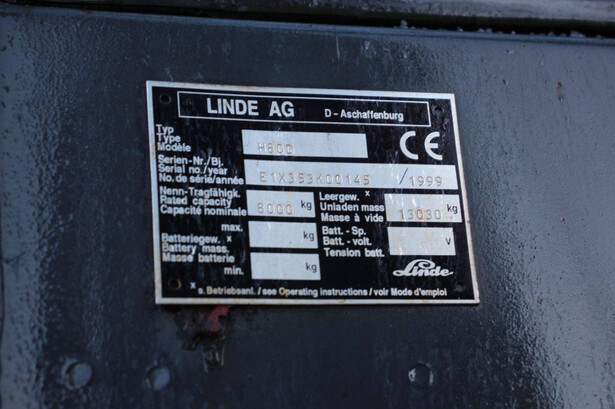 LINDE AG D-Aschaffenburg
Typ
Type
Modèle
H80D
CE
Serien-Nr./Bj.
Serial no./year
No. de série/année
E1X353K00145 /1999
Nenn-Tragfähigk.
Rated capacity
Capacité nominale
8000 kg
Leergew. x
Unladen mass
Masse à vide
13030 kg
Batteriegew. x
Battery mass.
Masse batterie
max. kg
min. kg
Batt.-Sp.
Batt.-volt.
Tension batt.
V
Linde
x s. Betriebsanl./see Operating instructions/voir Mode d'emploi